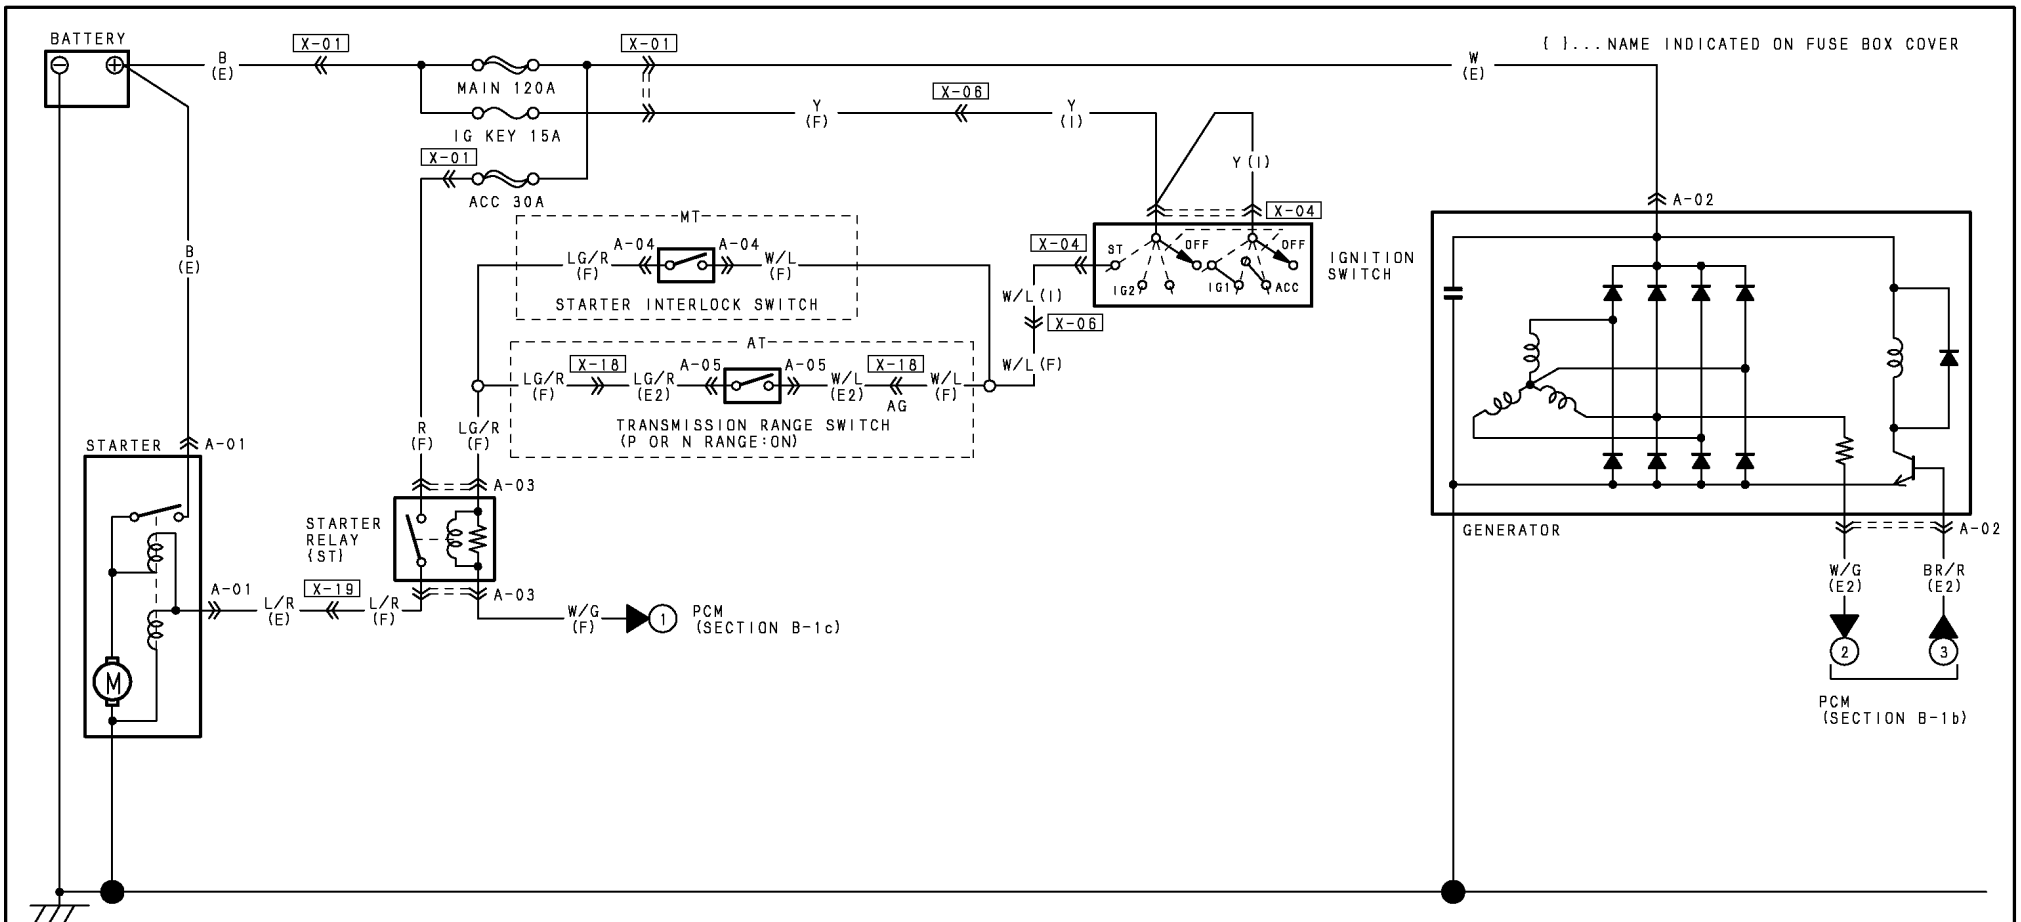 BATTERY
B
(E)
X-01
X-01
MAIN 120A
IG KEY 15A
X-01
ACC 30A
Y
(F)
X-06
Y
(I)
W
(E)
{ }...NAME INDICATED ON FUSE BOX COVER
Y(I)
A-02
X-04
MT
A-04
A-04
LG/R
(F)
W/L
(F)
STARTER INTERLOCK SWITCH
X-04
ST
OFF
OFF
IG2
IG1
ACC
IGNITION
SWITCH
B
(E)
W/L(I)
X-06
W/L(F)
AT
X-18
A-05
A-05
X-18
LG/R
(F)
LG/R
(E2)
W/L
(E2)
W/L
(F)
AG
TRANSMISSION RANGE SWITCH
(P OR N RANGE:ON)
R
(F)
LG/R
(F)
STARTER
A-01
A-03
STARTER
RELAY
{ST}
A-03
GENERATOR
A-02
W/G
(E2)
BR/R
(E2)
A-01
X-19
L/R
(E)
L/R
(F)
W/G
(F)
1
PCM
(SECTION B-1c)
M
2
3
PCM
(SECTION B-1b)